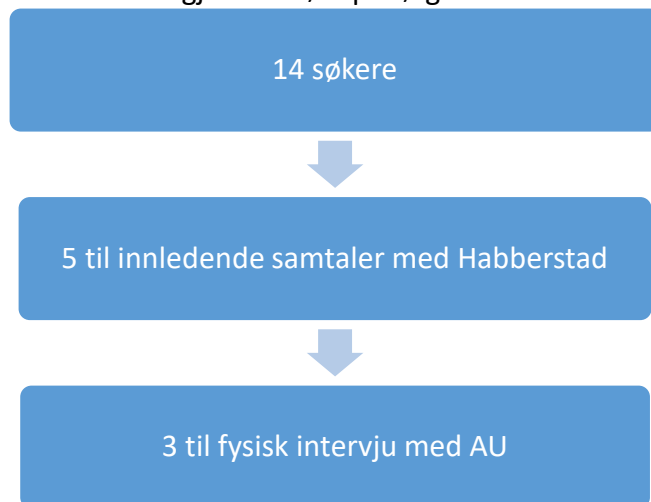 14 søkere
5 til innledende samtaler med Habberstad
3 til fysisk intervju med AU